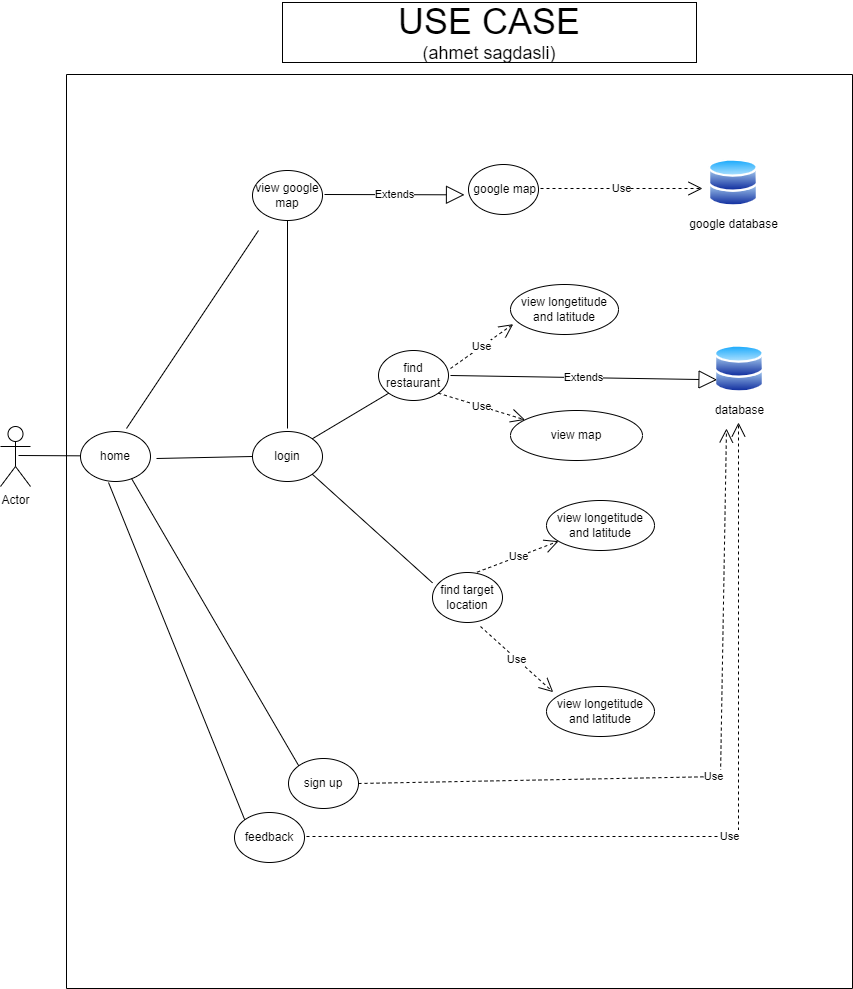 USE CASE
(ahmet sagdasli)
view google
map
Extends
google map
Use
google database
view longetitude
and latitude
Use
find
restaurant
Extends
Use
database
view map
Actor
home
login
view longetitude
and latitude
Use
find target
location
Use
view longetitude
and latitude
sign up
Use
feedback
Use